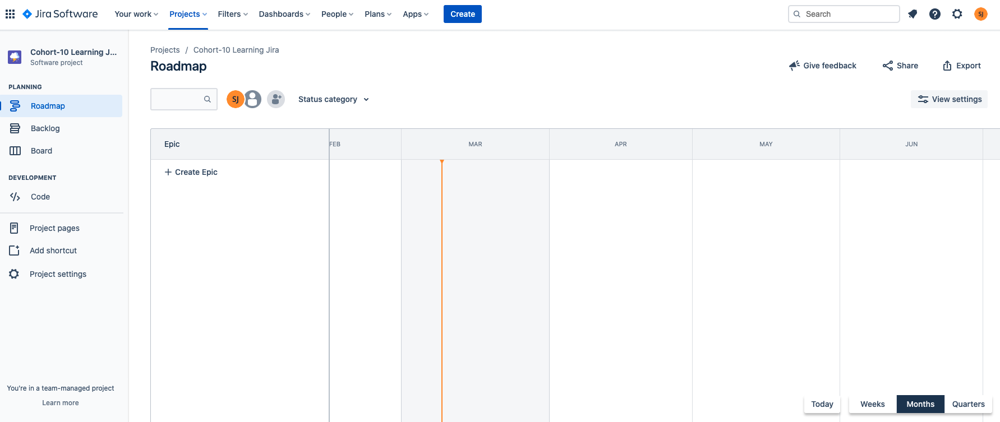 Jira Software
Your work
Projects
Filters
Dashboards
People
Plans
Apps
Create
Search
SJ
Cohort-10 Learning J...
Software project
PLANNING
Roadmap
Backlog
Board
DEVELOPMENT
Code
Project pages
Add shortcut
Project settings
You're in a team-managed project
Learn more
Projects / Cohort-10 Learning Jira
Roadmap
Give feedback
Share
Export
SJ
Status category
View settings
Epic
FEB
MAR
APR
MAY
JUN
+ Create Epic
Today
Weeks
Months
Quarters